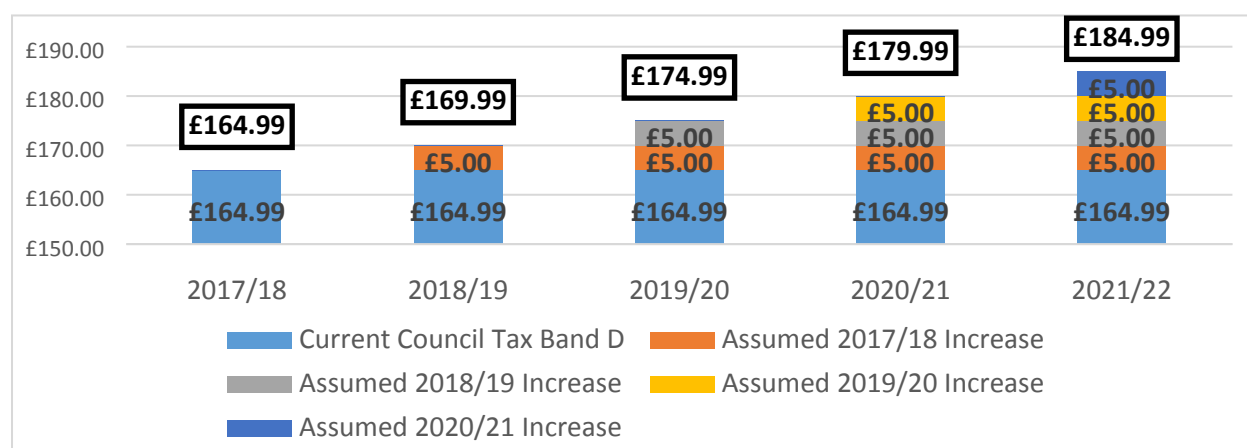 £190.00
£180.00
£170.00
£160.00
£150.00
£164.99
£169.99
£174.99
£179.99
£184.99
£5.00
£5.00 £5.00
£5.00 £5.00 £5.00
£5.00 £5.00 £5.00 £5.00
£164.99 £164.99 £164.99 £164.99 £164.99
2017/18 2018/19 2019/20 2020/21 2021/22
Current Council Tax Band D Assumed 2017/18 Increase
Assumed 2018/19 Increase Assumed 2019/20 Increase
Assumed 2020/21 Increase